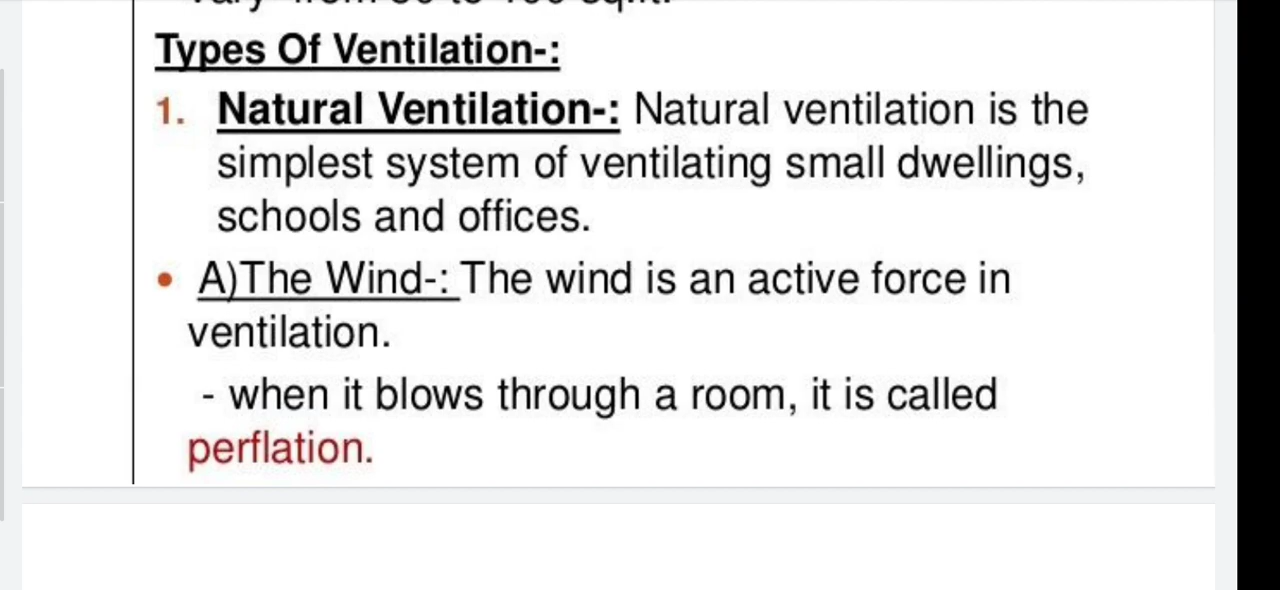 Types Of Ventilation-:
1. Natural Ventilation-: Natural ventilation is the
simplest system of ventilating small dwellings,
schools and offices.
• A)The Wind-: The wind is an active force in
ventilation.
- when it blows through a room, it is called
perflation.